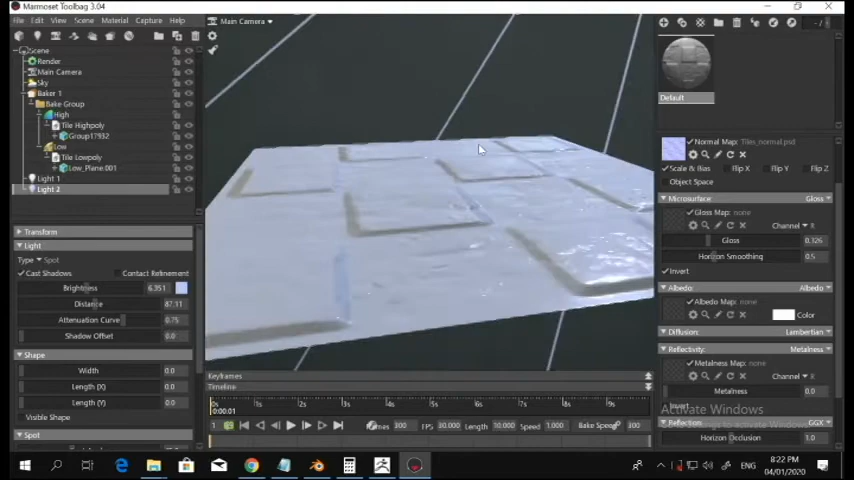 Marmoset Toolbag 3.04
File Edit View Scene Material Capture Help
Main Camera
- / -
Scene
Render
Main Camera
Sky
Baker 1
Bake Group
High
Tile Highpoly
Group17932
Low
Tile Lowpoly
Low_Plane.001
Light 1
Light 2
Transform
Light
Type Spot
Cast Shadows Contact Refinement
Brightness 6.351
Distance 87.11
Attenuation Curve 0.75
Shadow Offset 0.0
Shape
Width 0.0
Length (X) 0.0
Length (Y) 0.0
Visible Shape
Spot
Keyframes
Timeline
0s 1s 2s 3s 4s 5s 6s 7s 8s 9s
0:00.01
1 Frames 300 FPS 30.000 Length 10.000 Speed 1.000 Bake Speed 300
Default
Normal Map: Tiles_normal.psd
Scale & Bias Flip X Flip Y Flip Z
Object Space
Microsurface: Gloss
Gloss Map: none
Channel R
Gloss 0.326
Horizon Smoothing 0.5
Invert
Albedo: Albedo
Albedo Map: none
Color
Diffusion: Lambertian
Reflectivity: Metalness
Metalness Map: none
Channel R
Metalness 0.0
Invert
Activate Windows
Reflection: GGX
Horizon Occlusion 1.0
ENG
8:22 PM
04/01/2020